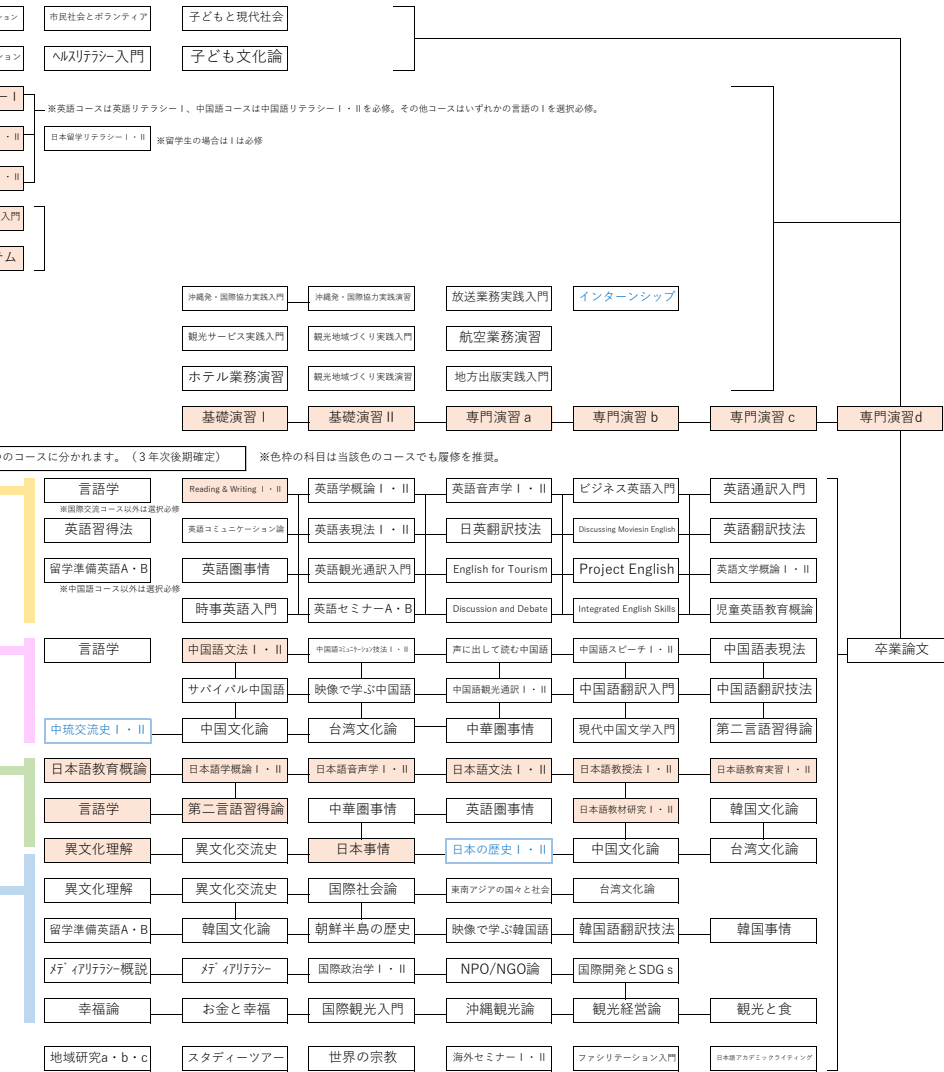 ション 市民社会とボランティア 子どもと現代社会
ション ヘルスリテラシー入門 子ども文化論
ーⅠ
※英語コースは英語リテラシーⅠ、中国語コースは中国語リテラシーⅠ・Ⅱを必修。その他コースはいずれかの言語のⅠを選択必修。
・Ⅱ 日本留学リテラシーⅠ・Ⅱ ※留学生の場合はⅠは必修
・Ⅱ
入門
テム
沖縄発・国際協力実践入門 沖縄発・国際協力実践演習 放送業務実践入門 インターンシップ
観光サービス実践入門 観光地域づくり実践入門 航空業務演習
ホテル業務演習 観光地域づくり実践演習 地方出版実践入門
基礎演習Ⅰ 基礎演習Ⅱ 専門演習a 専門演習b 専門演習c 専門演習d
のコースに分かれます。（３年次後期確定） ※色枠の科目は当該色のコースでも履修を推奨。
言語学 Reading & Writing Ⅰ・Ⅱ 英語学概論Ⅰ・Ⅱ 英語音声学Ⅰ・Ⅱ ビジネス英語入門 英語通訳入門
※国際交流コース以外は選択必修
英語習得法 英語コミュニケーション論 英語表現法Ⅰ・Ⅱ 日英翻訳技法 Discussing Moviesin English 英語翻訳技法
留学準備英語A・B 英語圏事情 英語観光通訳入門 English for Tourism Project English 英語文学概論Ⅰ・Ⅱ
※中国語コース以外は選択必修
時事英語入門 英語セミナーA・B Discussion and Debate Integrated English Skills 児童英語教育概論
言語学 中国語文法Ⅰ・Ⅱ 中国語ｺﾐｭﾆｹｰｼｮﾝ技法Ⅰ・Ⅱ 声に出して読む中国語 中国語スピーチⅠ・Ⅱ 中国語表現法 卒業論文
サバイバル中国語 映像で学ぶ中国語 中国語観光通訳Ⅰ・Ⅱ 中国語翻訳入門 中国語翻訳技法
中琉交流史Ⅰ・Ⅱ 中国文化論 台湾文化論 中華圏事情 現代中国文学入門 第二言語習得論
日本語教育概論 日本語学概論Ⅰ・Ⅱ 日本語音声学Ⅰ・Ⅱ 日本語文法Ⅰ・Ⅱ 日本語教授法Ⅰ・Ⅱ 日本語教育実習Ⅰ・Ⅱ
言語学 第二言語習得論 中華圏事情 英語圏事情 日本語教材研究Ⅰ・Ⅱ 韓国文化論
異文化理解 異文化交流史 日本事情 日本の歴史Ⅰ・Ⅱ 中国文化論 台湾文化論
異文化理解 異文化交流史 国際社会論 東南アジアの国々と社会 台湾文化論
留学準備英語A・B 韓国文化論 朝鮮半島の歴史 映像で学ぶ韓国語 韓国語翻訳技法 韓国事情
ﾒﾃﾞｨｱﾘﾃﾗｼｰ概説 ﾒﾃﾞｨｱﾘﾃﾗｼｰ 国際政治学Ⅰ・Ⅱ NPO/NGO論 国際開発とSDGｓ
幸福論 お金と幸福 国際観光入門 沖縄観光論 観光経営論 観光と食
地域研究a・b・c スタディーツアー 世界の宗教 海外セミナーⅠ・Ⅱ ファシリテーション入門 日本語アカデミックライティング